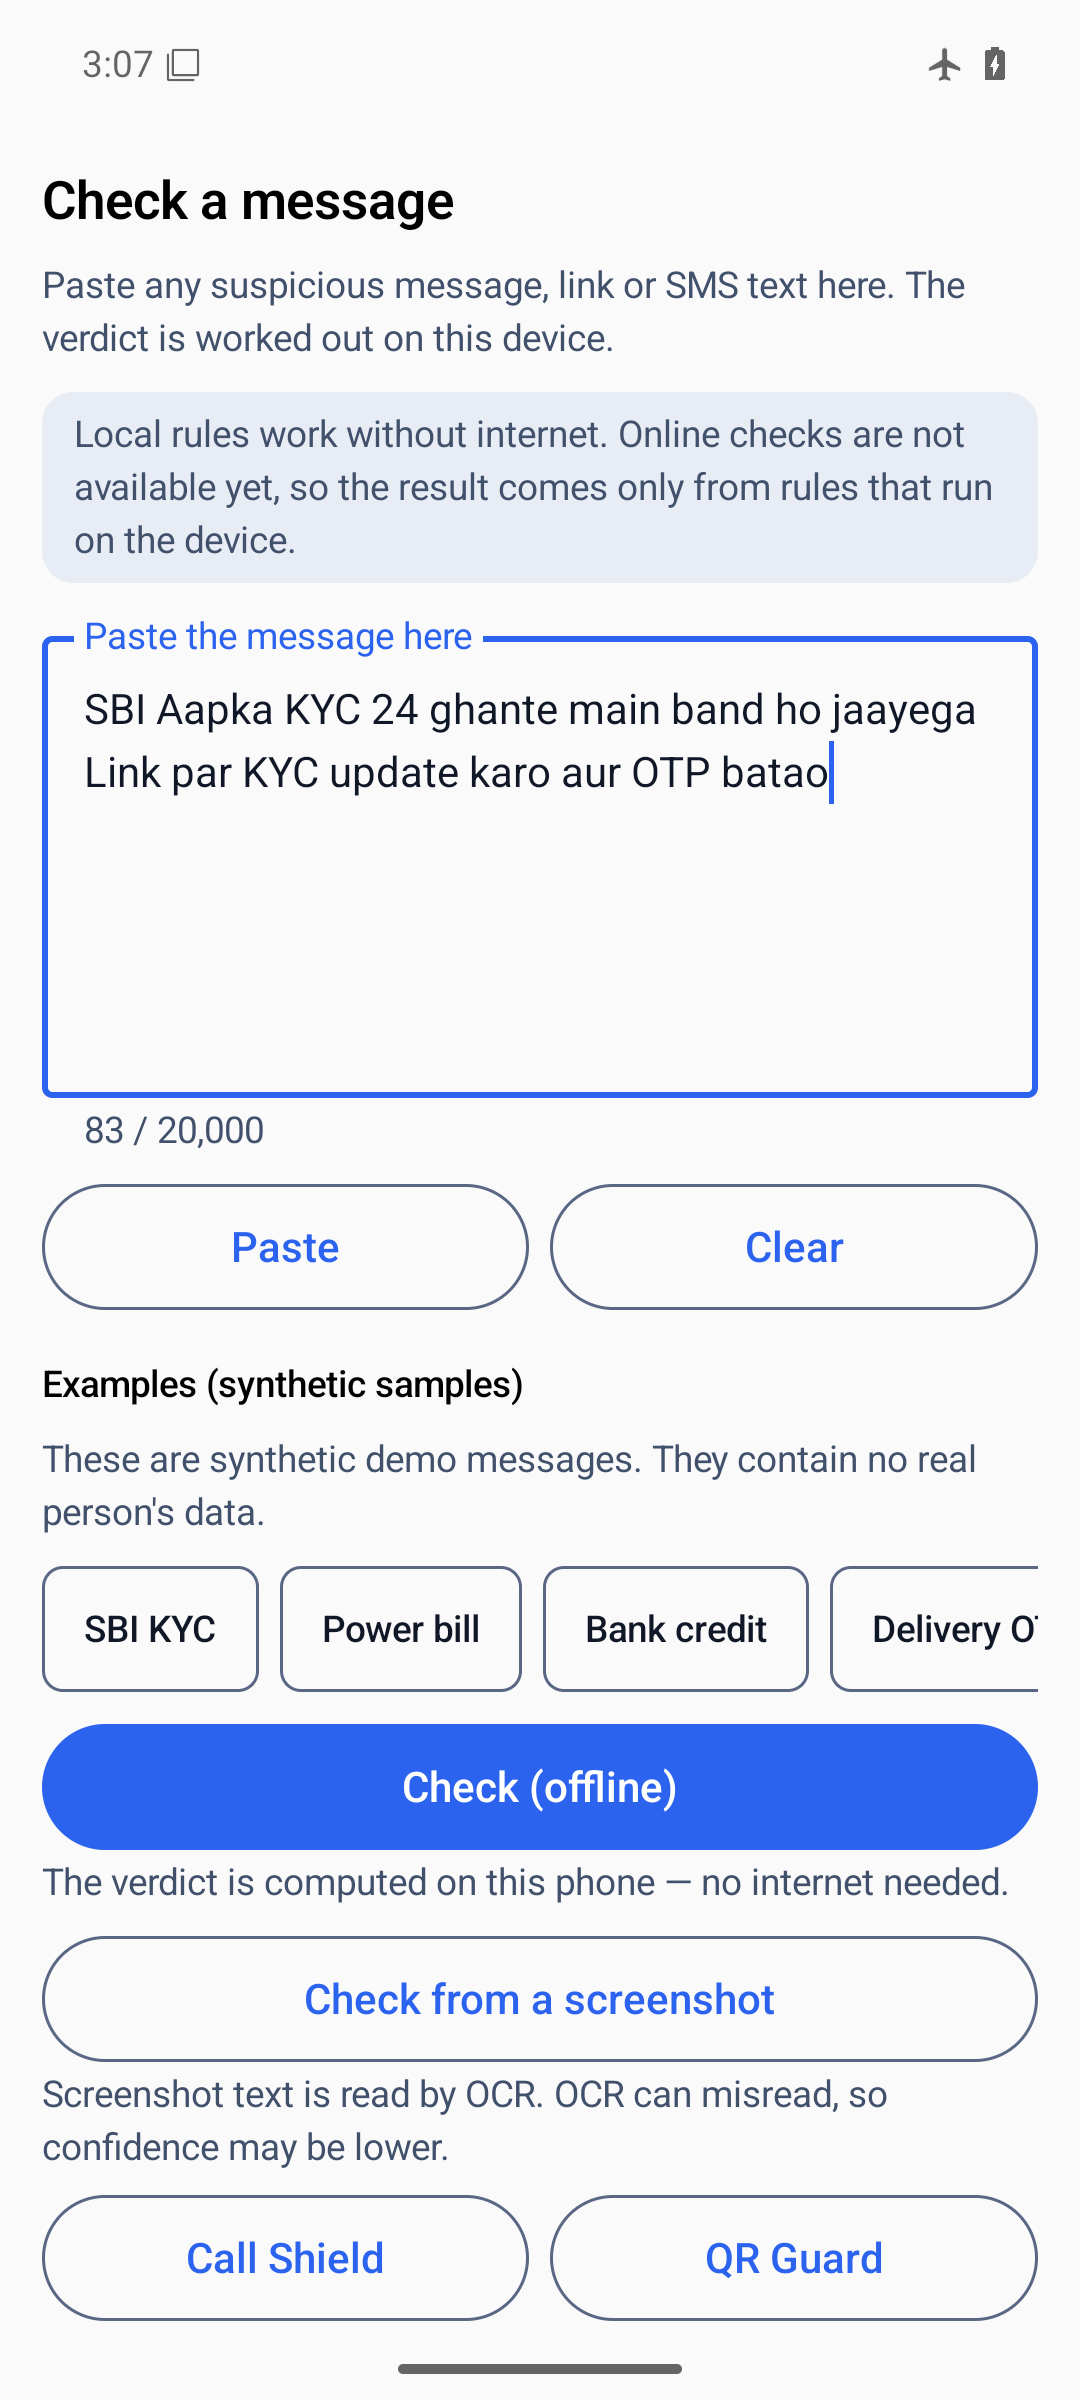 3:07
Check a message
Paste any suspicious message, link or SMS text here. The
verdict is worked out on this device.
Local rules work without internet. Online checks are not
available yet, so the result comes only from rules that run
on the device.
Paste the message here
SBI Aapka KYC 24 ghante main band ho jaayega
Link par KYC update karo aur OTP batao
83 / 20,000
Paste Clear
Examples (synthetic samples)
These are synthetic demo messages. They contain no real
person's data.
SBI KYC Power bill Bank credit Delivery
Check (offline)
The verdict is computed on this phone — no internet needed.
Check from a screenshot
Screenshot text is read by OCR. OCR can misread, so
confidence may be lower.
Call Shield QR Guard